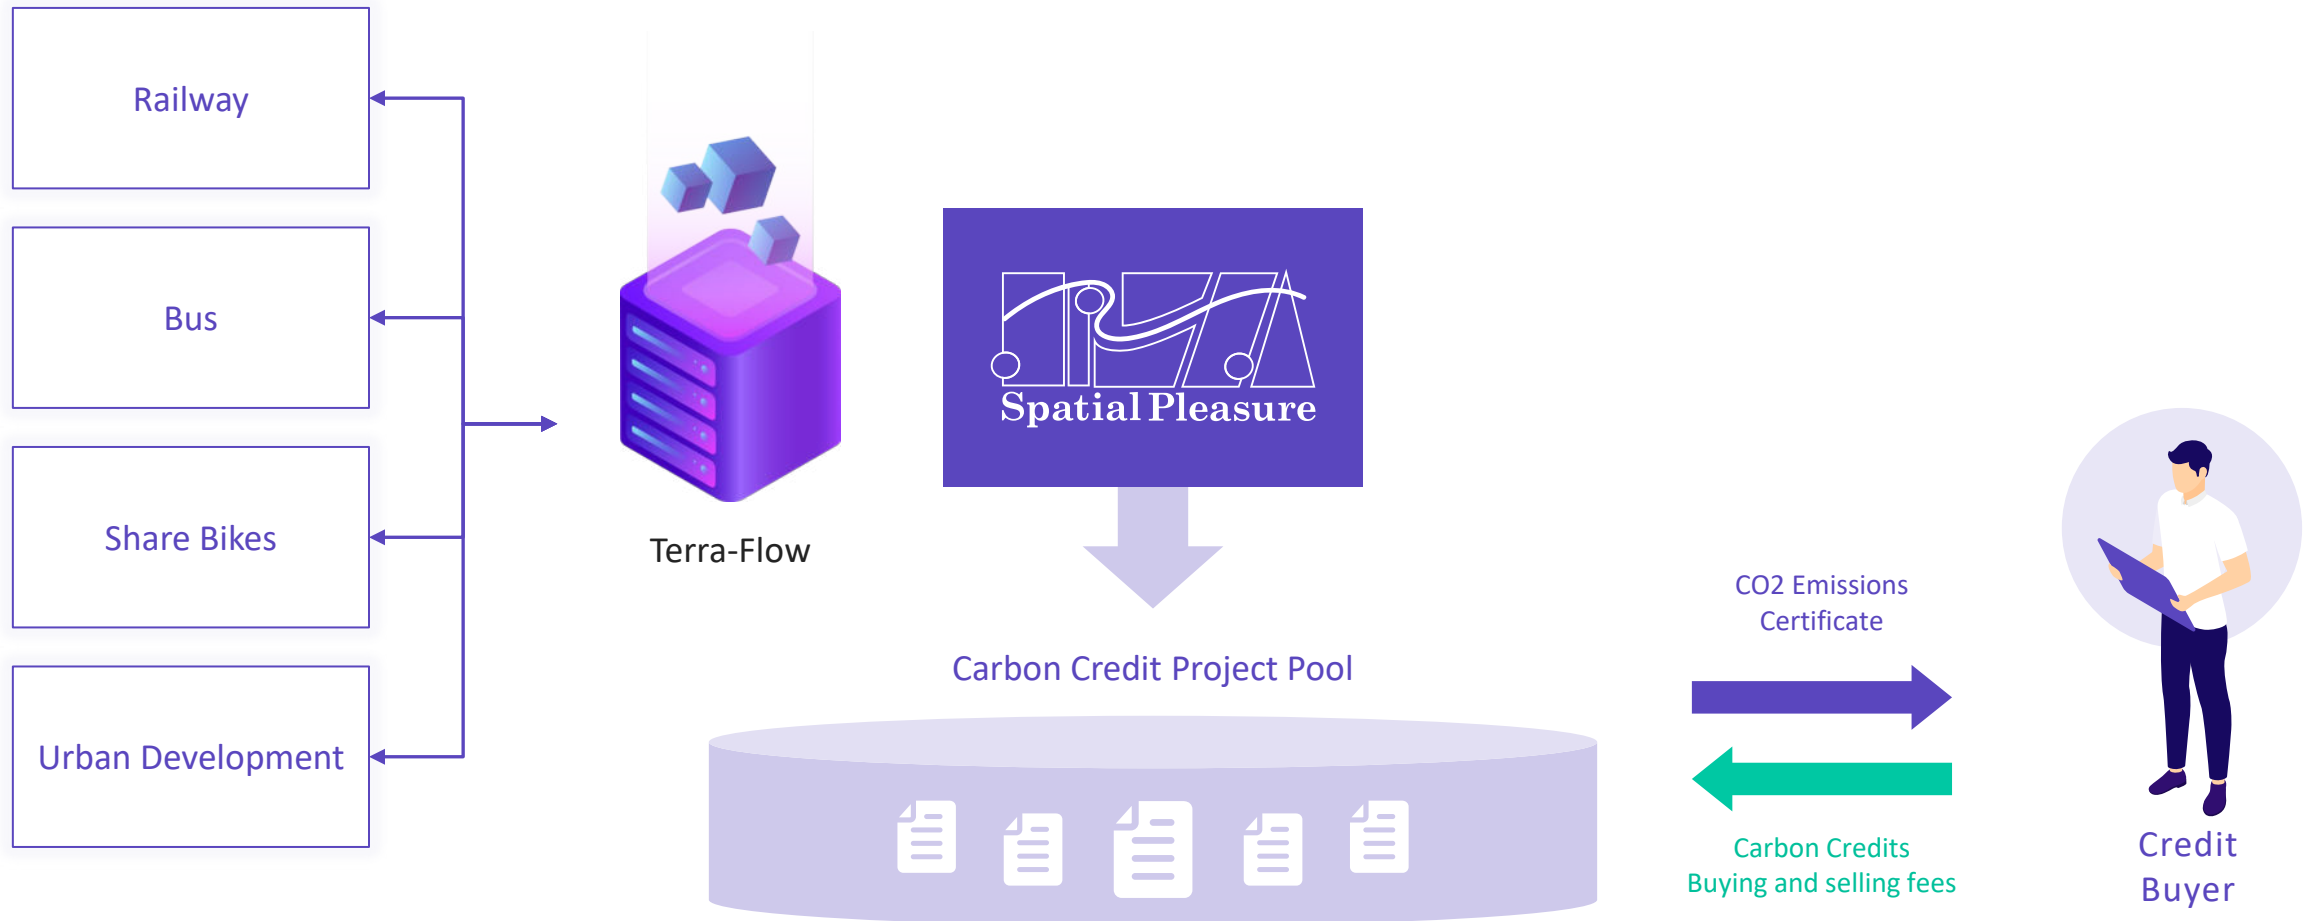 Railway
Bus
Share Bikes
Urban Development
Terra-Flow
Spatial Pleasure
Carbon Credit Project Pool
CO2 Emissions
Certificate
Carbon Credits
Buying and selling fees
Credit
Buyer